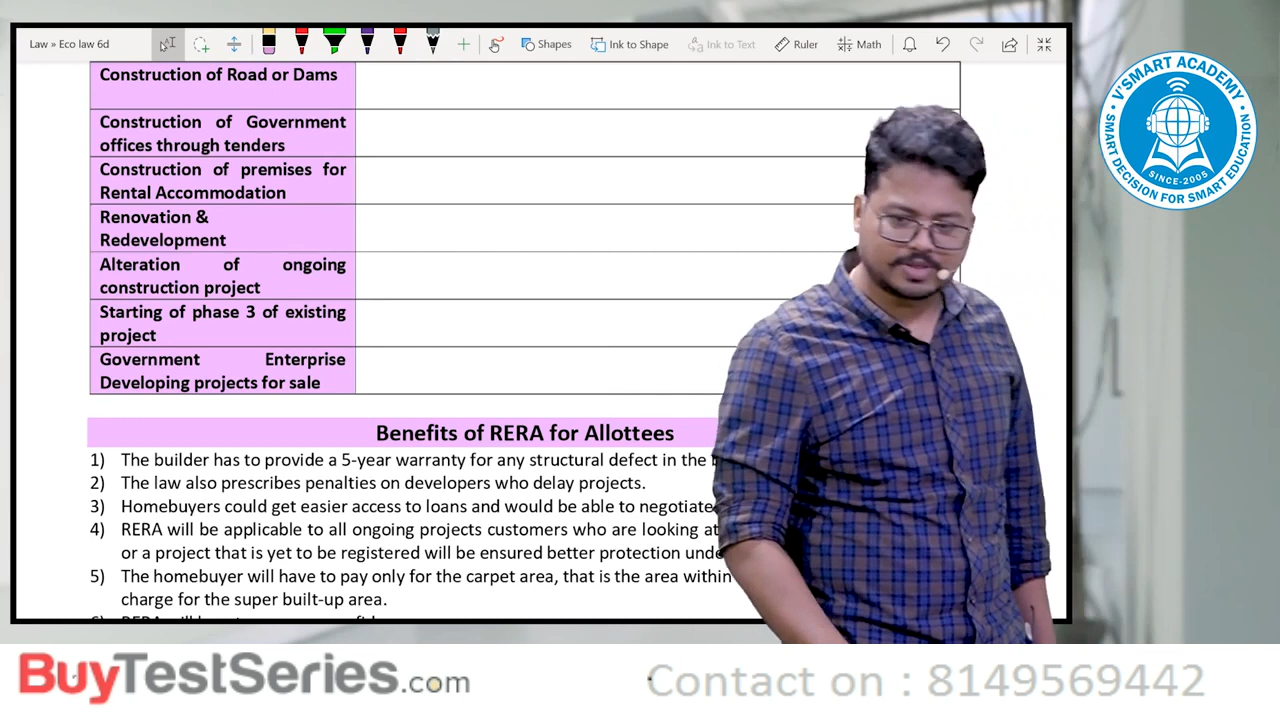 Law » Eco law 6d
Shapes
Ink to Shape
Ink to Text
Ruler
Math
Construction of Road or Dams
Construction of Government
offices through tenders
Construction of premises for
Rental Accommodation
Renovation &
Redevelopment
Alteration of ongoing
construction project
Starting of phase 3 of existing
project
Government Enterprise
Developing projects for sale
Benefits of RERA for Allottees
1) The builder has to provide a 5-year warranty for any structural defect in the
2) The law also prescribes penalties on developers who delay projects.
3) Homebuyers could get easier access to loans and would be able to negotiate
4) RERA will be applicable to all ongoing projects customers who are looking at
or a project that is yet to be registered will be ensured better protection
5) The homebuyer will have to pay only for the carpet area, that is the area within
charge for the super built-up area.
V'SMART ACADEMY
SMART DECISION FOR SMART EDUCATION
SINCE-2005
BuyTestSeries.com
Contact on : 8149569442